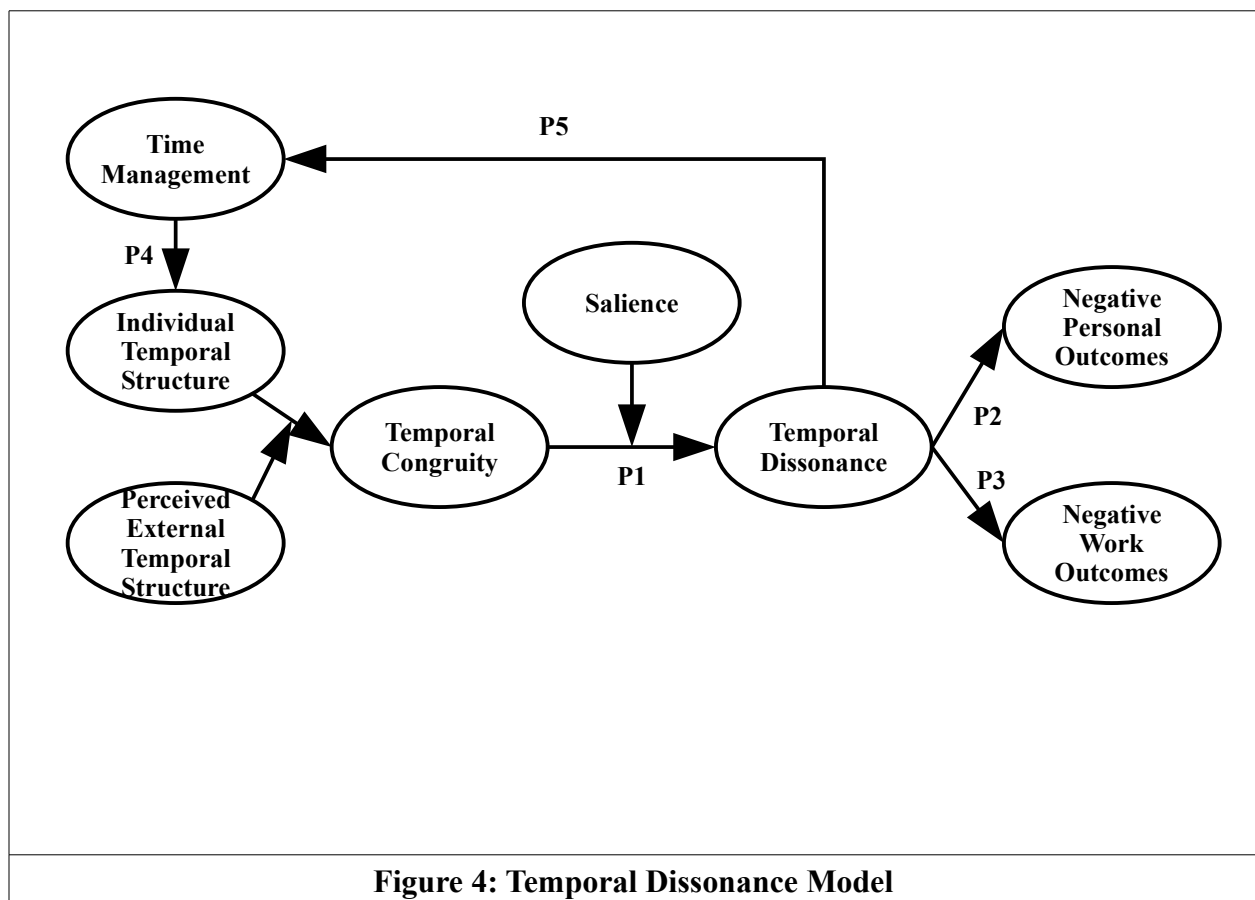 P5
Time
Management
P4
Salience
Individual
Temporal
Structure
Negative
Personal
Outcomes
P2
Temporal
Congruity
P1
Temporal
Dissonance
P3
Perceived
External
Temporal
Structure
Negative
Work
Outcomes
Figure 4: Temporal Dissonance Model